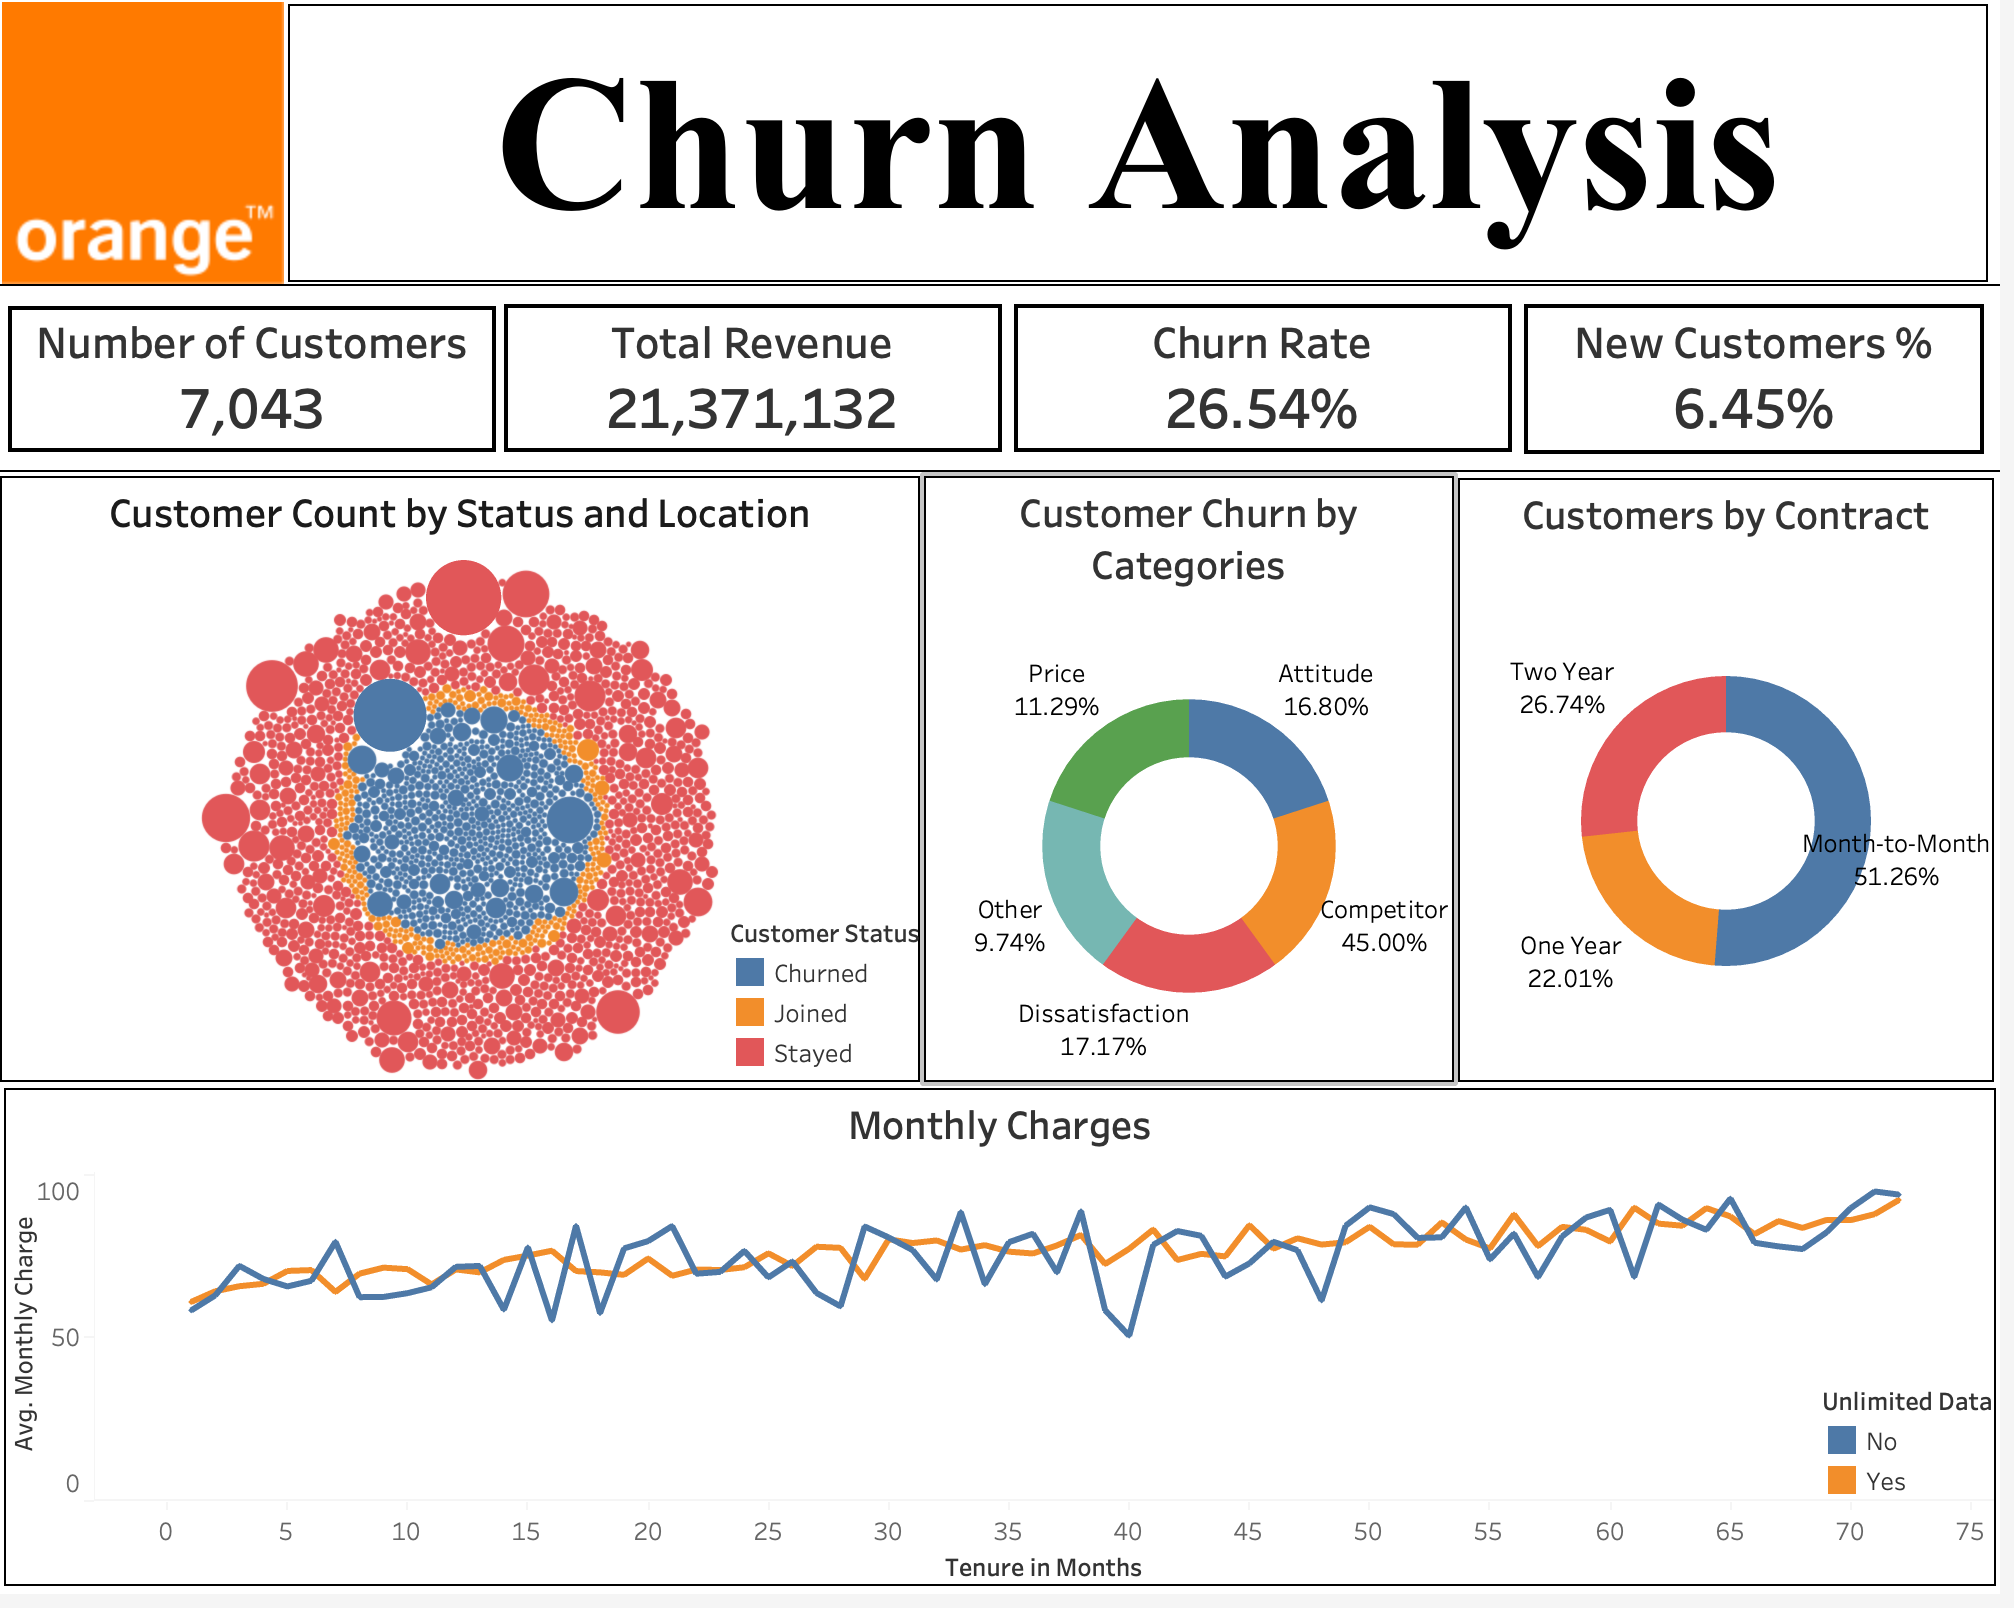 orange™
Churn Analysis
Number of Customers
7,043
Total Revenue
21,371,132
Churn Rate
26.54%
New Customers %
6.45%
Customer Count by Status and Location
Customer Status
Churned
Joined
Stayed
Customer Churn by
Categories
Price
11.29%
Attitude
16.80%
Other
9.74%
Competitor
45.00%
Dissatisfaction
17.17%
Customers by Contract
Two Year
26.74%
Month-to-Month
51.26%
One Year
22.01%
Monthly Charges
Avg. Monthly Charge
100
50
0
Unlimited Data
No
Yes
0 5 10 15 20 25 30 35 40 45 50 55 60 65 70 75
Tenure in Months